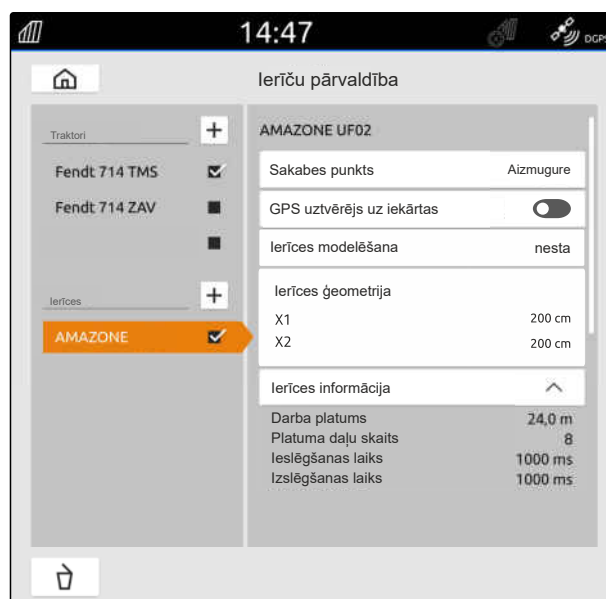 14:47
DGPS
Ierīču pārvaldība
Traktori
Fendt 714 TMS
Fendt 714 ZAV
Ierīces
AMAZONE
AMAZONE UF02
Sakabes punkts Aizmugure
GPS uztvērējs uz iekārtas
Ierīces modelēšana nesta
Ierīces ģeometrija
X1 200 cm
X2 200 cm
Ierīces informācija
Darba platums 24,0 m
Platuma daļu skaits 8
Ieslēgšanas laiks 1000 ms
Izslēgšanas laiks 1000 ms